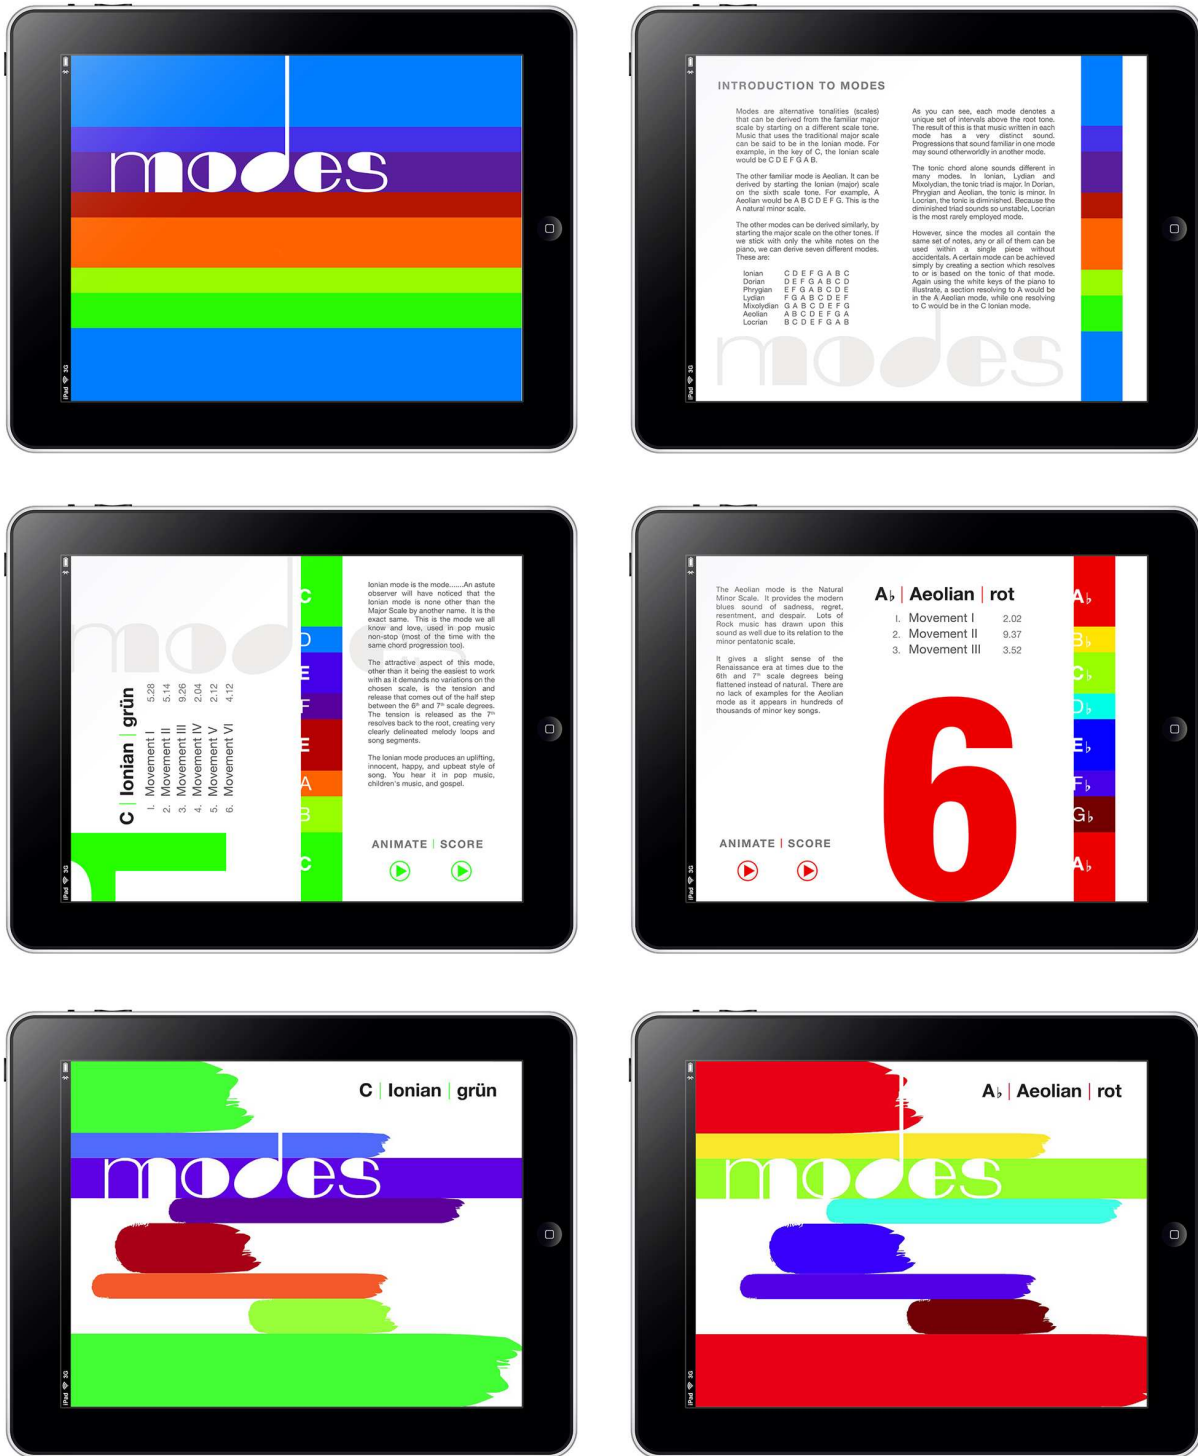 modes
iPad 3G
INTRODUCTION TO MODES
Modes are alternative tonalities (scales)
that can be derived from the familiar major
scale by starting on a different scale tone.
Music that uses the traditional major scale
can be said to be in the Ionian mode. For
example, in the key of C, the Ionian scale
would be C D E F G A B.
The other familiar mode is Aeolian. It can be
derived by starting the Ionian (major) scale
on the sixth scale tone. For example, A
Aeolian would be A B C D E F G. This is the
A natural minor scale.
The other modes can be derived similarly, by
starting the major scale on the other tones. If
we stick with only the white notes on the
piano, we can derive seven different modes.
These are:
Ionian C D E F G A B C
Dorian D E F G A B C D
Phrygian E F G A B C D E
Lydian F G A B C D E F
Mixolydian G A B C D E F G
Aeolian A B C D E F G A
Locrian B C D E F G A B
As you can see, each mode denotes a
unique set of intervals above the root tone.
The result of this is that music written in each
mode has a very distinct sound.
Progressions that sound familiar in one mode
may sound otherworldly in another mode.
The tonic chord alone sounds different in
many modes. In Ionian, Lydian and
Mixolydian, the tonic triad is major. In Dorian,
Phrygian and Aeolian, the tonic is minor. In
Locrian, the tonic is diminished. Because the
diminished triad sounds so unstable, Locrian
is the most rarely employed mode.
However, since the modes all contain the
same set of notes, any or all of them can be
used within a single piece without
accidentals. A certain mode can be achieved
simply by creating a section which resolves
to or is based on the tonic of that mode.
Again using the white keys of the piano to
illustrate, a section resolving to A would be
in the A Aeolian mode, while one resolving
to C would be in the C Ionian mode.
modes
iPad 3G
modes
C | Ionian | grün
1. Movement I 5.28
2. Movement II 5.14
3. Movement III 9.26
4. Movement IV 2.04
5. Movement V 2.12
6. Movement VI 4.12
1
C
D
E
F
E
A
B
C
Ionian mode is the mode.......An astute
observer will have noticed that the
Ionian mode is none other than the
Major Scale by another name. It is the
exact same. This is the mode we all
know and love, used in pop music
non-stop (most of the time with the
same chord progression too).
The attractive aspect of this mode,
other than it being the easiest to work
with as it demands no variations on the
chosen scale, is the tension and
release that comes out of the half step
between the 6th and 7th scale degrees.
The tension is released as the 7th
resolves back to the root, creating very
clearly delineated melody loops and
song segments.
The Ionian mode produces an uplifting,
innocent, happy, and upbeat style of
song. You hear it in pop music,
children's music, and gospel.
ANIMATE | SCORE
iPad 3G
The Aeolian mode is the Natural
Minor Scale. It provides the modern
blues sound of sadness, regret,
resentment, and despair. Lots of
Rock music has drawn upon this
sound as well due to its relation to the
minor pentatonic scale.
It gives a slight sense of the
Renaissance era at times due to the
6th and 7th scale degrees being
flattened instead of natural. There are
no lack of examples for the Aeolian
mode as it appears in hundreds of
thousands of minor key songs.
ANIMATE | SCORE
A♭ | Aeolian | rot
1. Movement I 2.02
2. Movement II 9.37
3. Movement III 3.52
6
A♭
B♭
C♭
D♭
E♭
F♭
G♭
A♭
iPad 3G
C | Ionian | grün
modes
iPad 3G
A♭ | Aeolian | rot
modes
iPad 3G